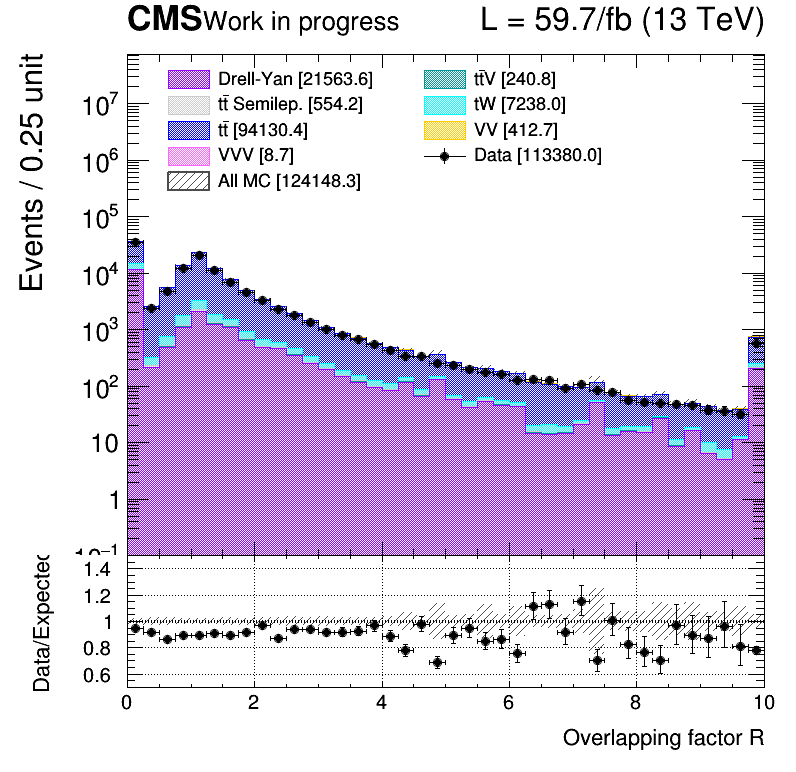 CMS Work in progress L = 59.7/fb (13 TeV)
Events / 0.25 unit
Drell-Yan [21563.6] tt̄V [240.8]
tt̄ Semilep. [554.2] tW [7238.0]
tt̄ [94130.4] VV [412.7]
VVV [8.7] Data [113380.0]
All MC [124148.3]
10⁷
10⁶
10⁵
10⁴
10³
10²
10
1
10⁻¹
Data/Expected
1.4
1.2
1
0.8
0.6
0 2 4 6 8 10
Overlapping factor R